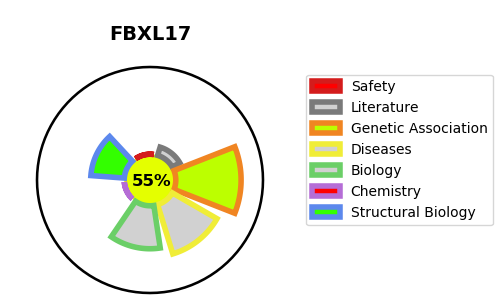 FBXL17
55%
Safety
Literature
Genetic Association
Diseases
Biology
Chemistry
Structural Biology